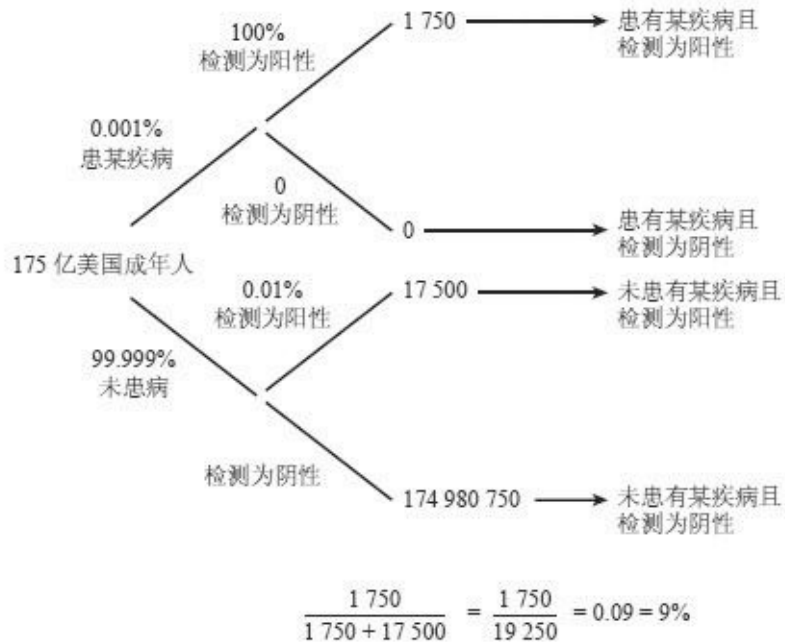 100%
检测为阳性
1 750
患有某疾病且
检测为阳性
0.001%
患某疾病
0
检测为阴性
0
患有某疾病且
检测为阴性
175 亿美国成年人
0.01%
检测为阳性
17 500
未患有某疾病且
检测为阳性
99.999%
未患病
检测为阴性
174 980 750
未患有某疾病且
检测为阴性
1 750
1 750 + 17 500
=
1 750
19 250
= 0.09 = 9%